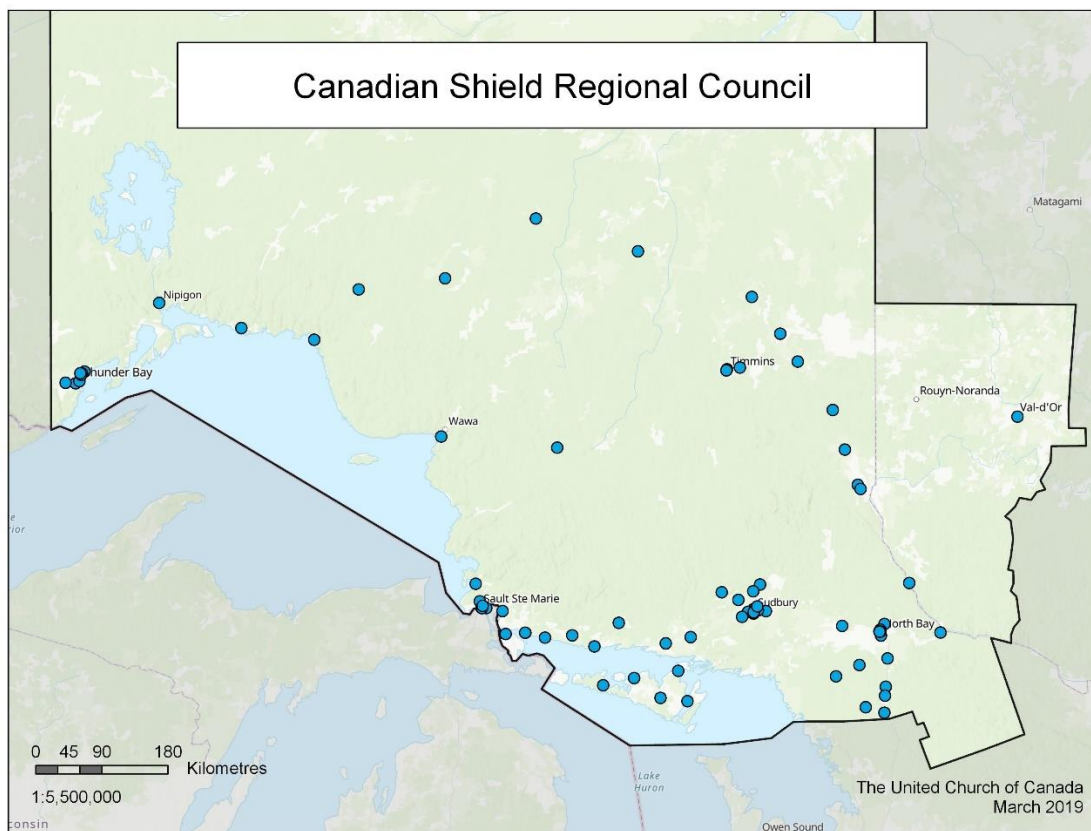 Canadian Shield Regional Council
Matagami
Nipigon
Thunder Bay
Timmins
Rouyn-Noranda
Val-d'Or
Wawa
Sault Ste Marie
Sudbury
North Bay
0 45 90 180
Kilometres
1:5,500,000
Lake
Huron
The United Church of Canada
March 2019
consin
Owen Sound